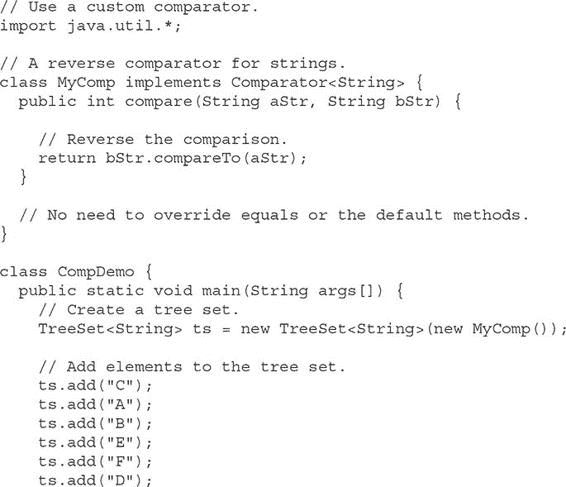 // Use a custom comparator.
import java.util.*;

// A reverse comparator for strings.
class MyComp implements Comparator<String> {
  public int compare(String aStr, String bStr) {

    // Reverse the comparison.
    return bStr.compareTo(aStr);
  }

  // No need to override equals or the default methods.
}

class CompDemo {
  public static void main(String args[]) {
    // Create a tree set.
    TreeSet<String> ts = new TreeSet<String>(new MyComp());

    // Add elements to the tree set.
    ts.add("C");
    ts.add("A");
    ts.add("B");
    ts.add("E");
    ts.add("F");
    ts.add("D");